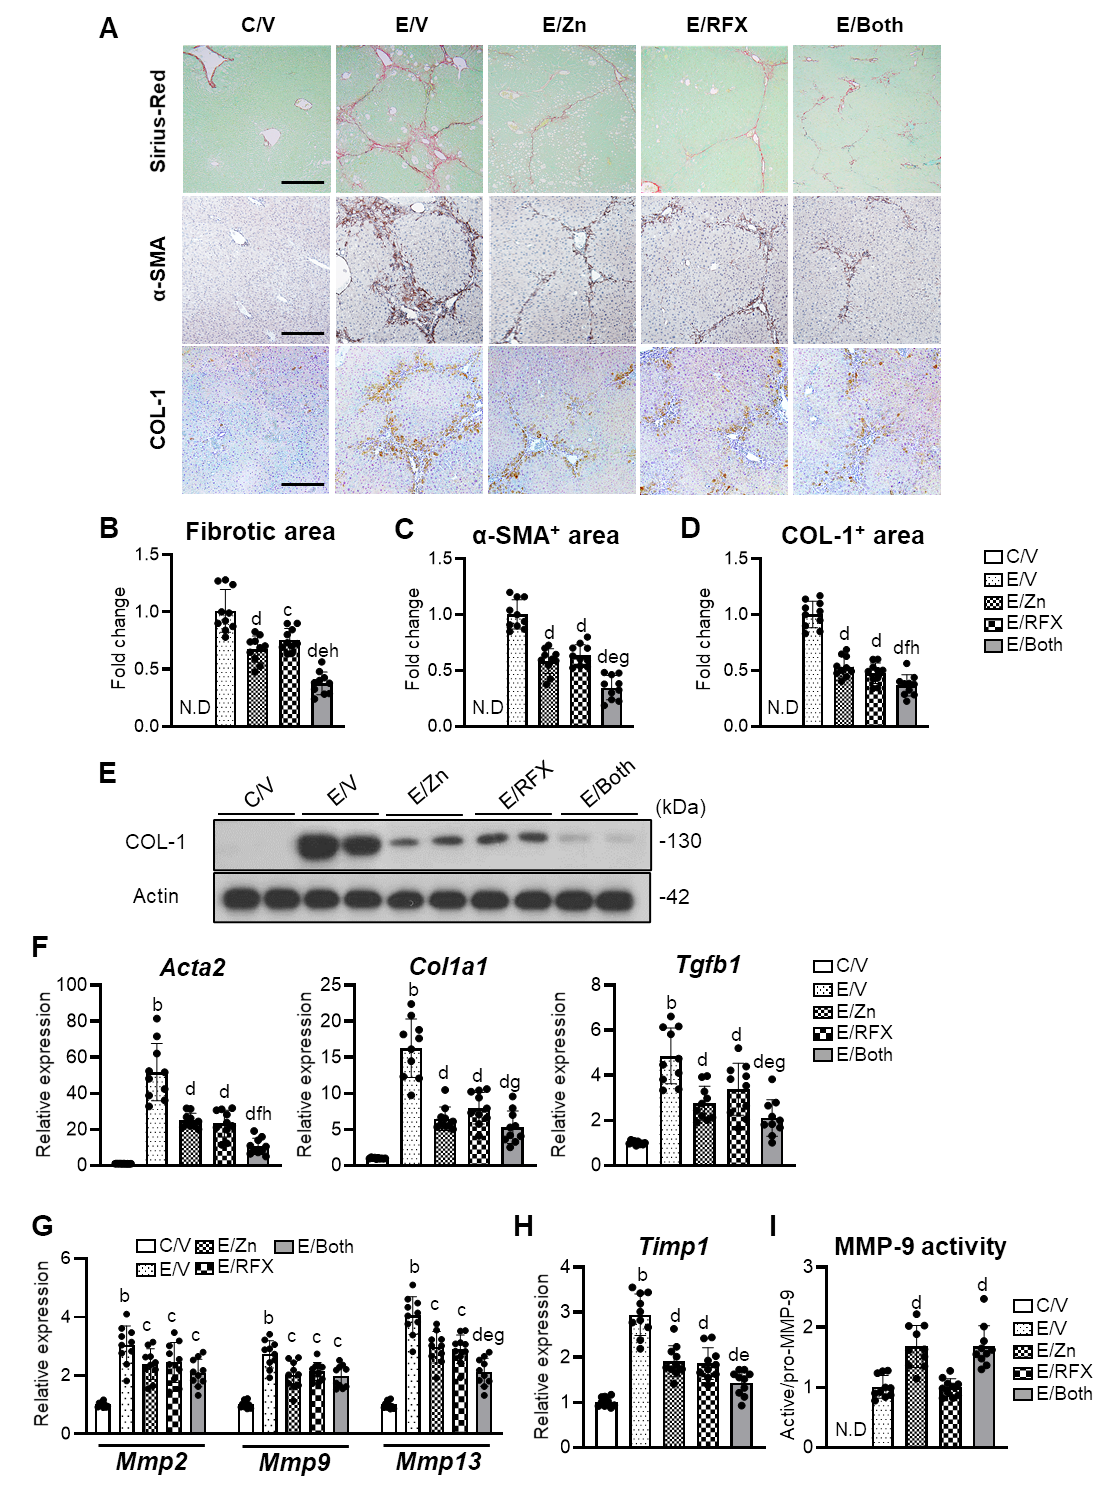 A
C/V E/V E/Zn E/RFX E/Both
Sirius-Red
α-SMA
COL-1
B Fibrotic area
Fold change
1.5
1.0
0.5
0.0
N.D d c deh
C α-SMA+ area
Fold change
1.5
1.0
0.5
0.0
N.D d d deg
D COL-1+ area
Fold change
1.5
1.0
0.5
0.0
N.D d d dfh
C/V
E/V
E/Zn
E/RFX
E/Both
E
C/V E/V E/Zn E/RFX E/Both (kDa)
COL-1 -130
Actin -42
F
Acta2
Relative expression
100
80
60
40
20
0
b d d dfh
Col1a1
Relative expression
25
20
15
10
5
0
b d d dg
Tgfb1
Relative expression
8
6
4
2
0
b d d deg
C/V
E/V
E/Zn
E/RFX
E/Both
G
C/V E/Zn E/Both
E/V E/RFX
Relative expression
6
4
2
0
b c c c b c c c b c c deg
Mmp2 Mmp9 Mmp13
H
Timp1
Relative expression
4
3
2
1
0
b d d de
I
MMP-9 activity
Active/pro-MMP-9
3
2
1
0
N.D d d
C/V
E/V
E/Zn
E/RFX
E/Both